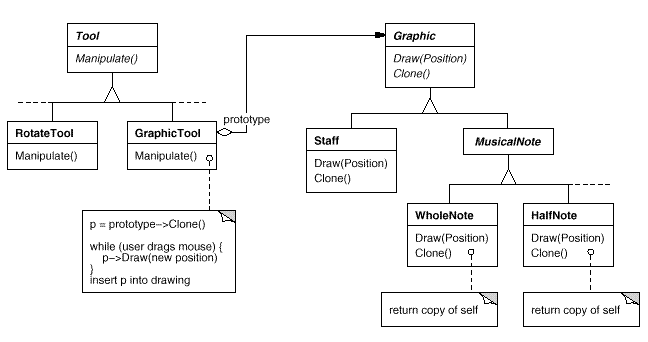 Tool
Manipulate()
Graphic
Draw(Position)
Clone()
prototype
RotateTool
Manipulate()
GraphicTool
Manipulate()
Staff
Draw(Position)
Clone()
MusicalNote
p = prototype->Clone()
while (user drags mouse) {
p->Draw(new position)
}
insert p into drawing
WholeNote
Draw(Position)
Clone()
HalfNote
Draw(Position)
Clone()
return copy of self
return copy of self